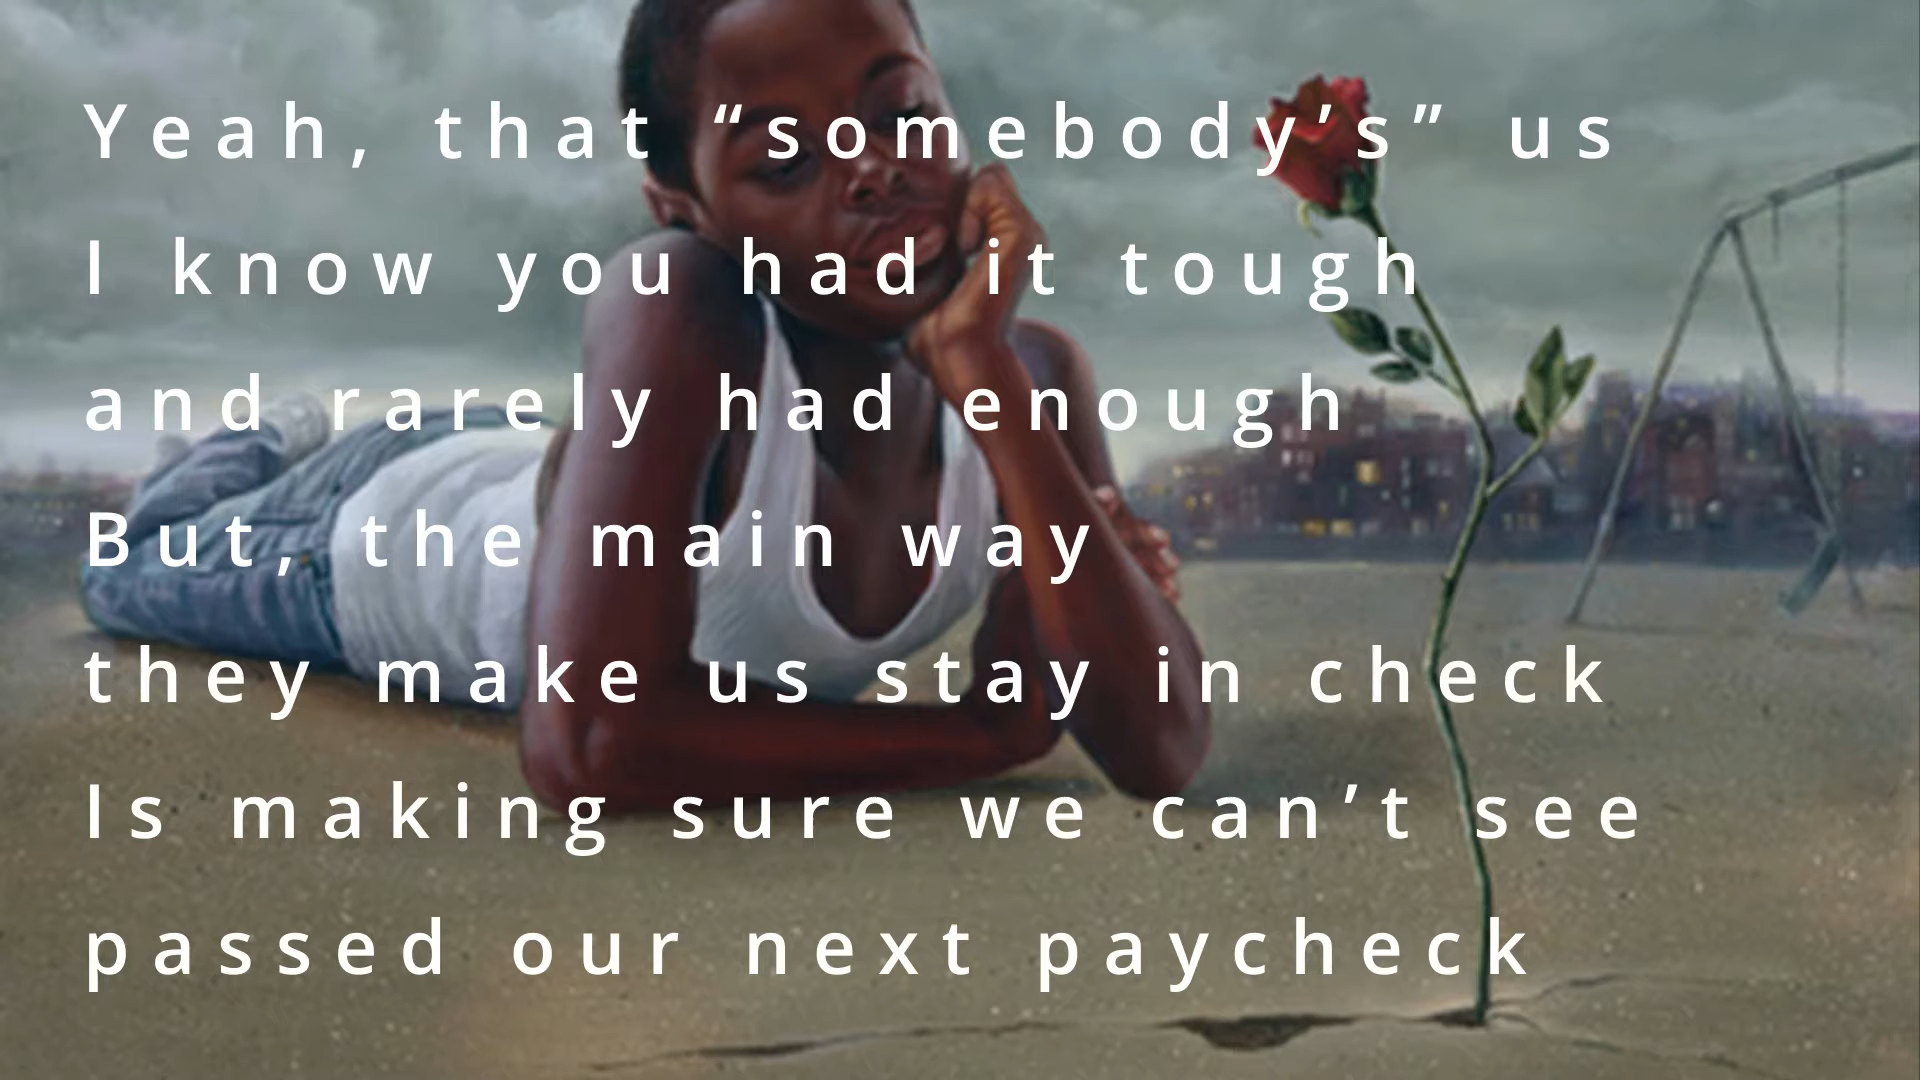 Yeah, that “somebody’s” us
I know you had it tough
and rarely had enough
But, the main way
they make us stay in check
Is making sure we can’t see
passed our next paycheck